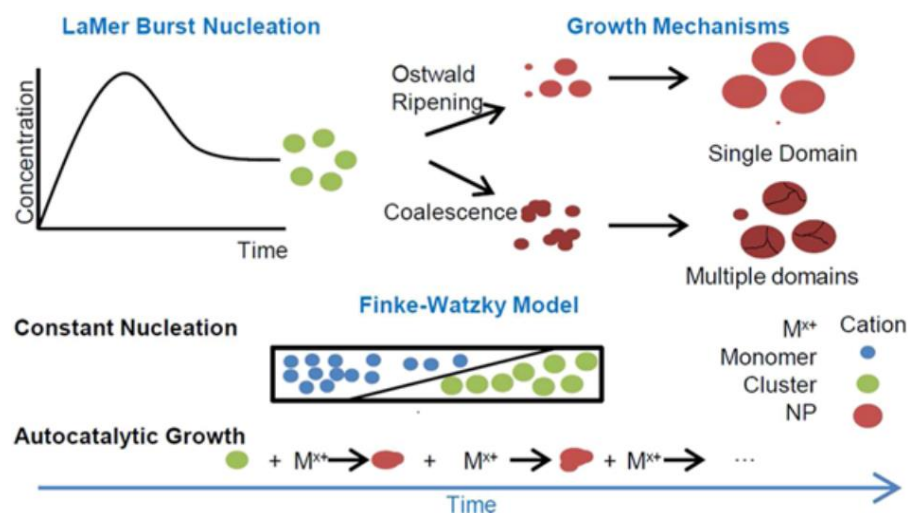 LaMer Burst Nucleation
Growth Mechanisms
Concentration
Time
Ostwald
Ripening
Single Domain
Coalescence
Multiple domains
Finke-Watzky Model
Constant Nucleation
Mˣ⁺ Cation
Monomer
Cluster
NP
Autocatalytic Growth
+ Mˣ⁺ + Mˣ⁺ + Mˣ⁺ ...
Time